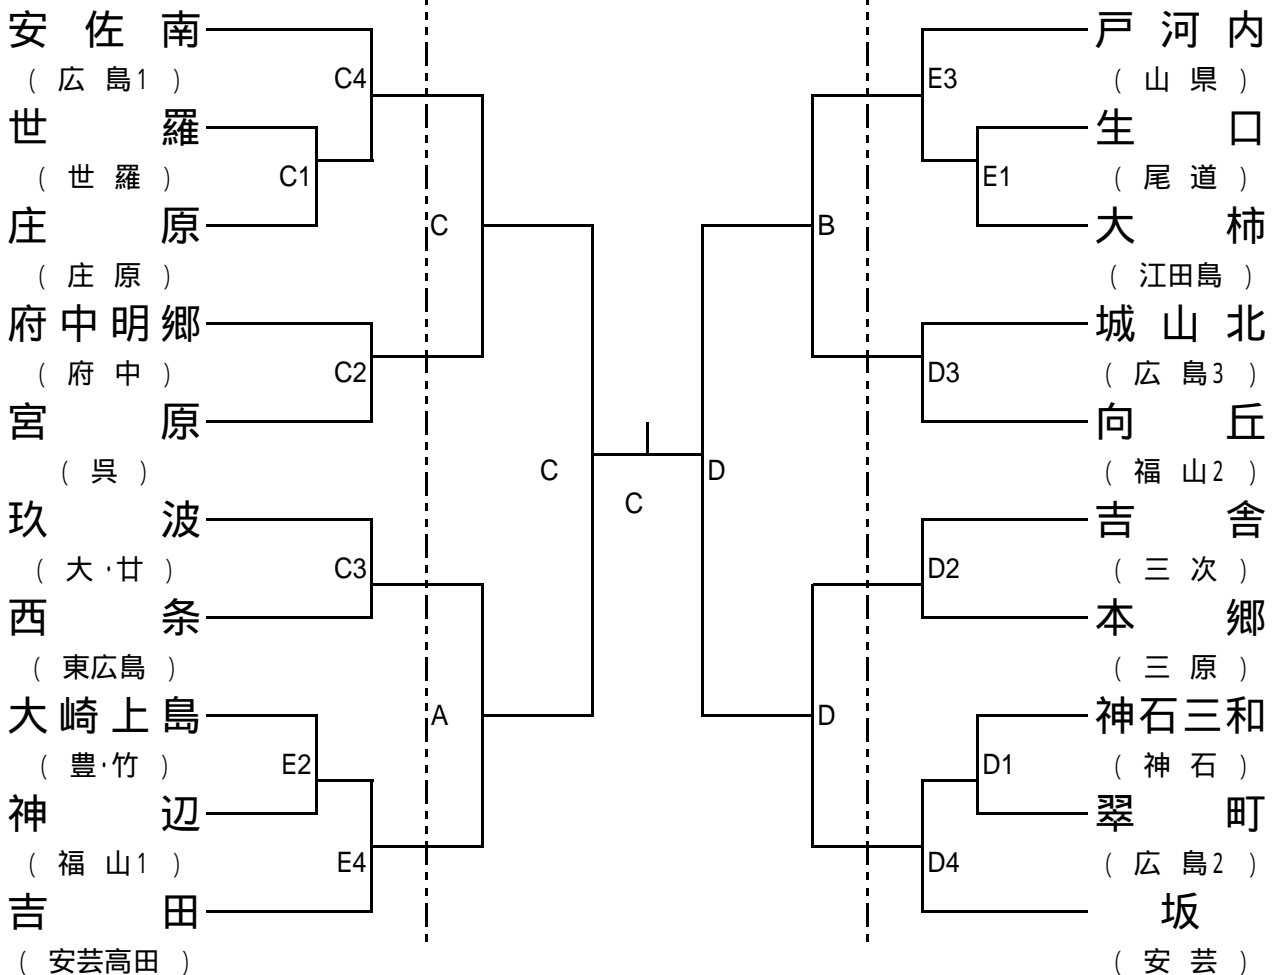 安佐南
( 広 島1 )
C4
世羅
( 世 羅 )
C1
庄原
( 庄 原 )
C
府中明郷
( 府 中 )
C2
宮原
( 呉 )
C
玖波
( 大・廿 )
C3
西条
( 東広島 )
大崎上島
( 豊・竹 )
A
E2
神辺
( 福 山1 )
E4
吉田
( 安芸高田 )
C
戸河内
( 山 県 )
E3
生口
( 尾 道 )
E1
大柿
( 江田島 )
B
城山北
( 広 島3 )
D3
向丘
( 福 山2 )
D
吉舎
( 三 次 )
D2
本郷
( 三 原 )
神石三和
( 神 石 )
D
D1
翠町
( 広 島2 )
D4
坂
( 安 芸 )